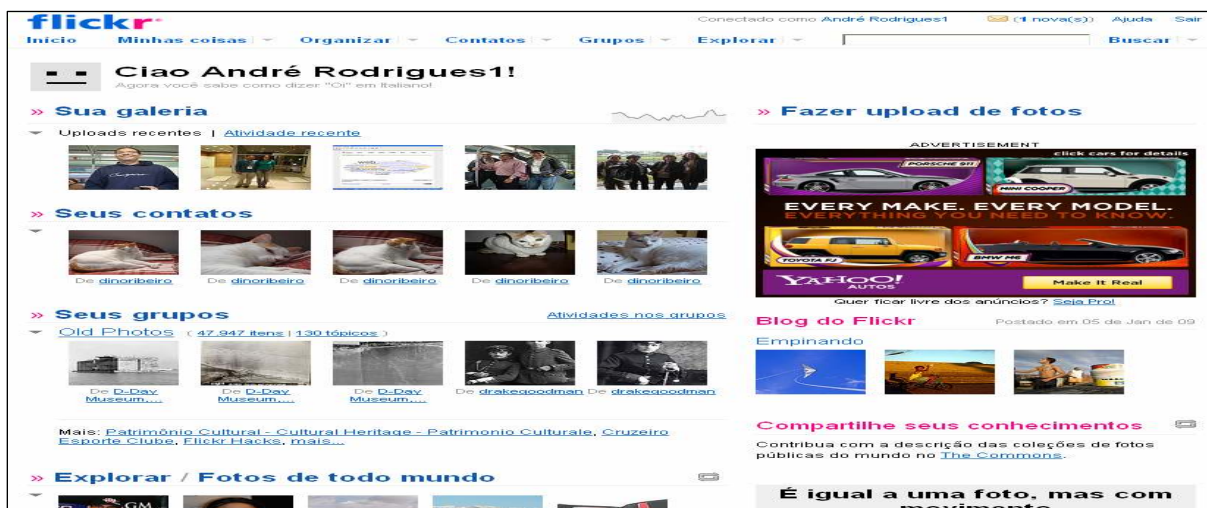 flickr
Conectado como André Rodrigues1 (1 nova(s)) Ajuda Sair
Início Minhas coisas Organizar Contatos Grupos Explorar Buscar
Ciao André Rodrigues1!
Agora você sabe como dizer "Oi" em Italiano!
» Sua galeria
Uploads recentes | Atividade recente
» Seus contatos
De dinoribeiro De dinoribeiro De dinoribeiro De dinoribeiro De dinoribeiro
» Seus grupos Atividades nos grupos
Old Photos ( 47.947 itens | 130 tópicos )
De D-Day Museum,... De D-Day Museum,... De D-Day Museum,... De drakegoodman De drakegoodman
Mais: Patrimônio Cultural - Cultural Heritage - Patrimonio Culturale, Cruzeiro
Esporte Clube, Flickr Hacks, mais...
» Explorar / Fotos de todo mundo
GM
» Fazer upload de fotos
ADVERTISEMENT
click cars for details
PORSCHE 911
MINI COOPER
EVERY MAKE. EVERY MODEL.
EVERYTHING YOU NEED TO KNOW.
TOYOTA FJ
BMW M6
YAHOO!
AUTOS
Make It Real
Quer ficar livre dos anúncios? Seja Pro!
Blog do Flickr Postado em 05 de Jan de 09
Empinando
Compartilhe seus conhecimentos
Contribua com a descrição das coleções de fotos
públicas do mundo no The Commons.
É igual a uma foto, mas com
movimento